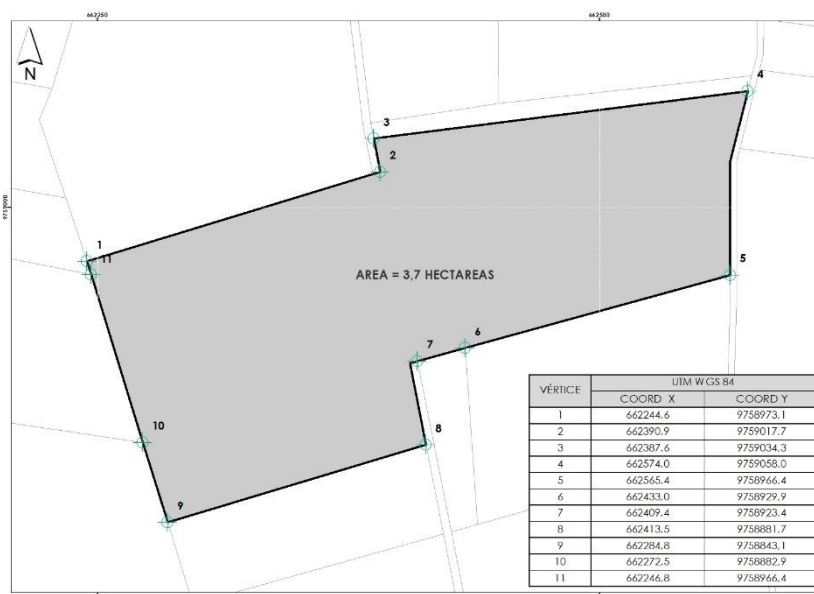 662250
662500
N
4
3
2
9759000
1
11
AREA = 3,7 HECTAREAS
5
6
7
8
10
9
VÉRTICE UTM WGS 84
COORD X COORD Y
1 662244.6 9758973.1
2 662390.9 9759017.7
3 662387.6 9759034.3
4 662574.0 9759058.0
5 662565.4 9758966.4
6 662433.0 9758929.9
7 662409.4 9758923.4
8 662413.5 9758881.7
9 662284.8 9758843.1
10 662272.5 9758882.9
11 662246.8 9758966.4